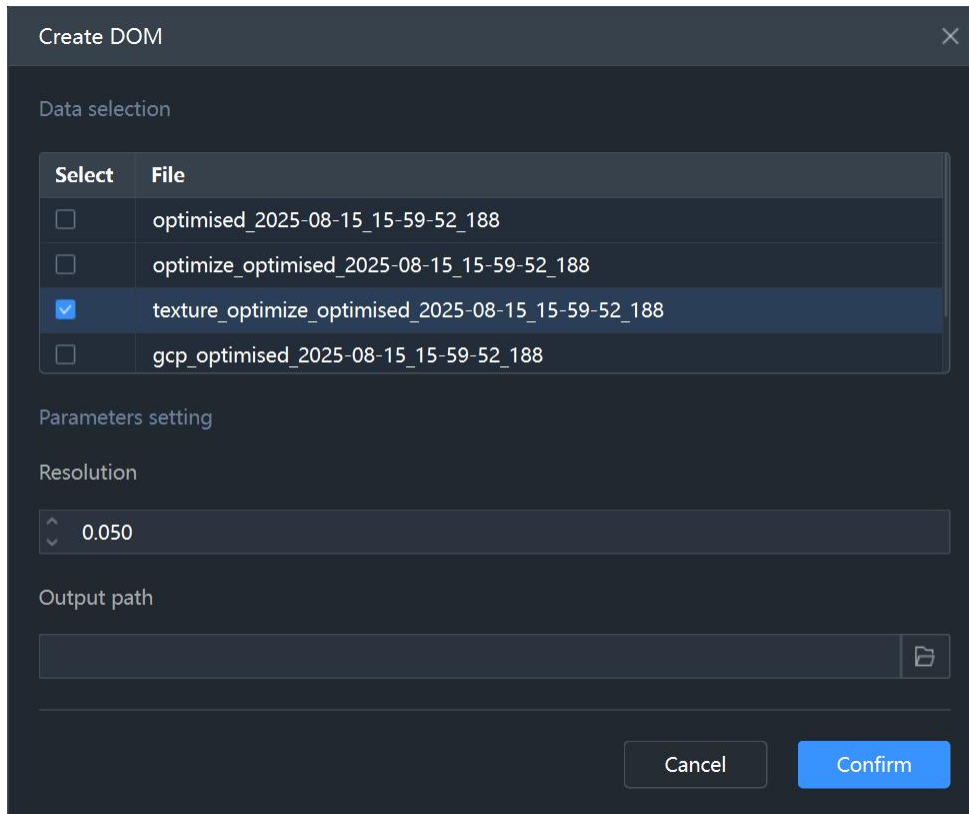 Create DOM
Data selection
Select File
optimised_2025-08-15_15-59-52_188
optimize_optimised_2025-08-15_15-59-52_188
texture_optimize_optimised_2025-08-15_15-59-52_188
gcp_optimised_2025-08-15_15-59-52_188
Parameters setting
Resolution
0.050
Output path
Cancel Confirm